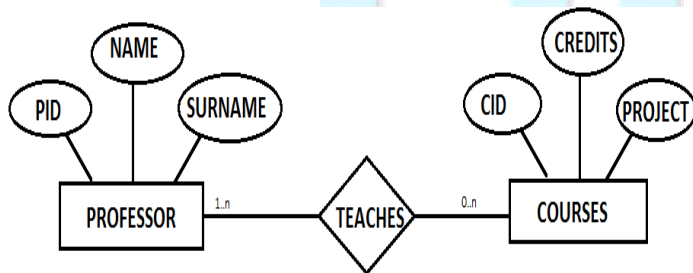 NAME
CREDITS
PID
SURNAME
CID
PROJECT
PROFESSOR
1..n
TEACHES
0..n
COURSES